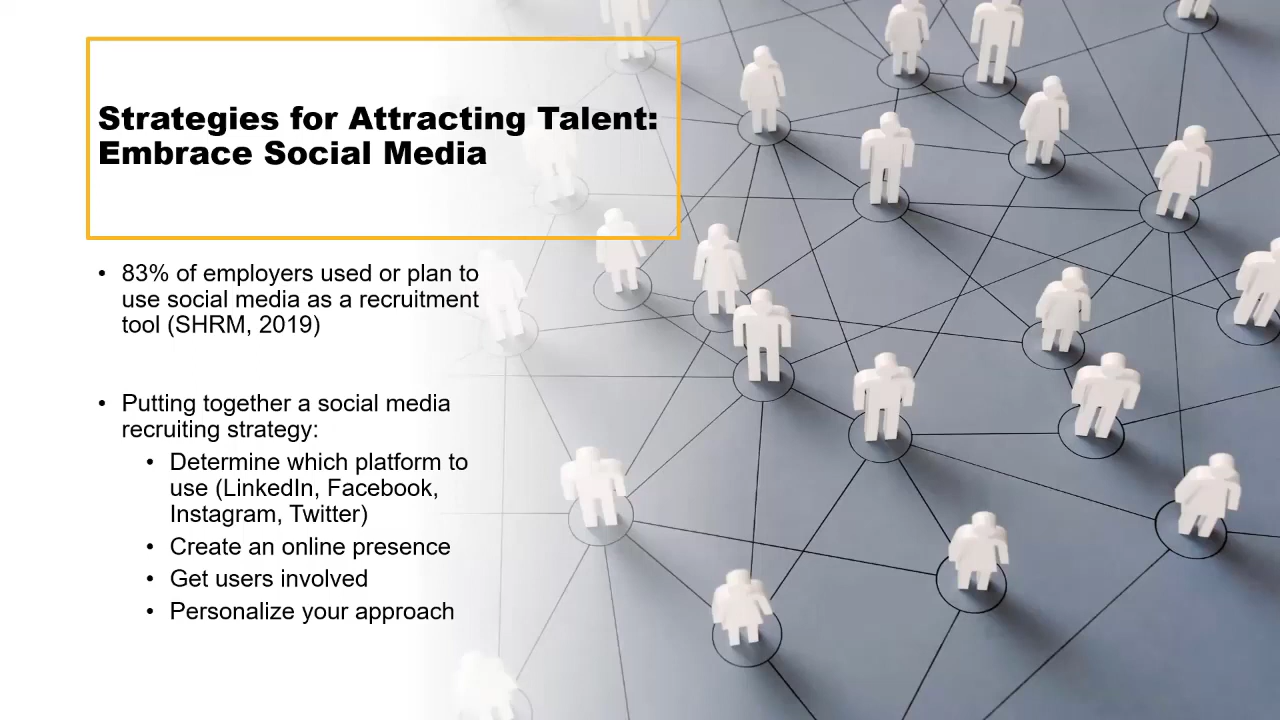 Strategies for Attracting Talent:
Embrace Social Media
• 83% of employers used or plan to
use social media as a recruitment
tool (SHRM, 2019)
• Putting together a social media
recruiting strategy:
• Determine which platform to
use (LinkedIn, Facebook,
Instagram, Twitter)
• Create an online presence
• Get users involved
• Personalize your approach